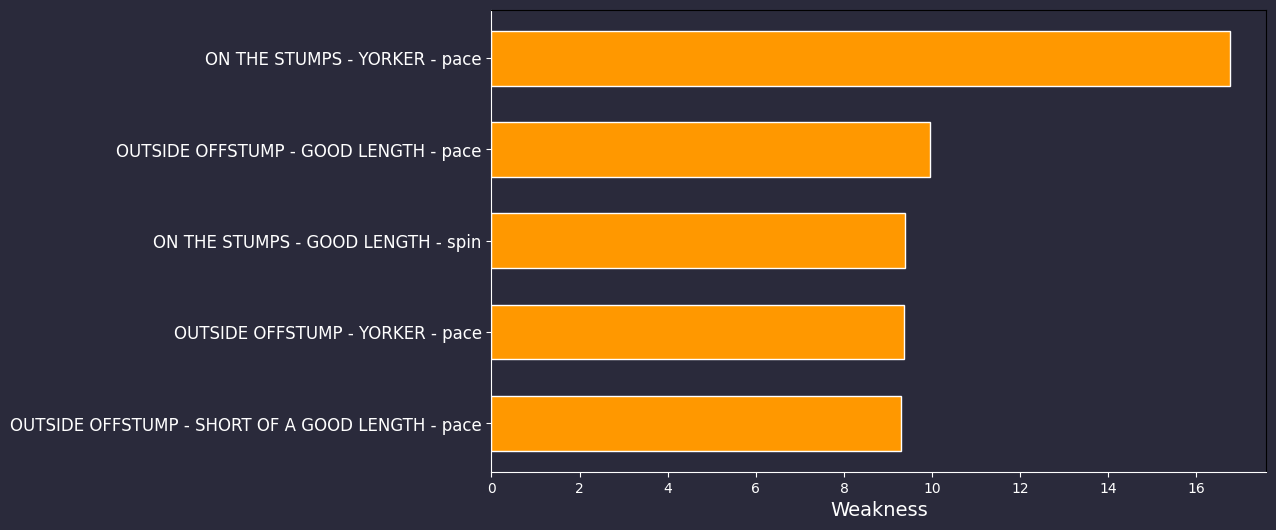 ON THE STUMPS - YORKER - pace
OUTSIDE OFFSTUMP - GOOD LENGTH - pace
ON THE STUMPS - GOOD LENGTH - spin
OUTSIDE OFFSTUMP - YORKER - pace
OUTSIDE OFFSTUMP - SHORT OF A GOOD LENGTH - pace
0 2 4 6 8 10 12 14 16
Weakness